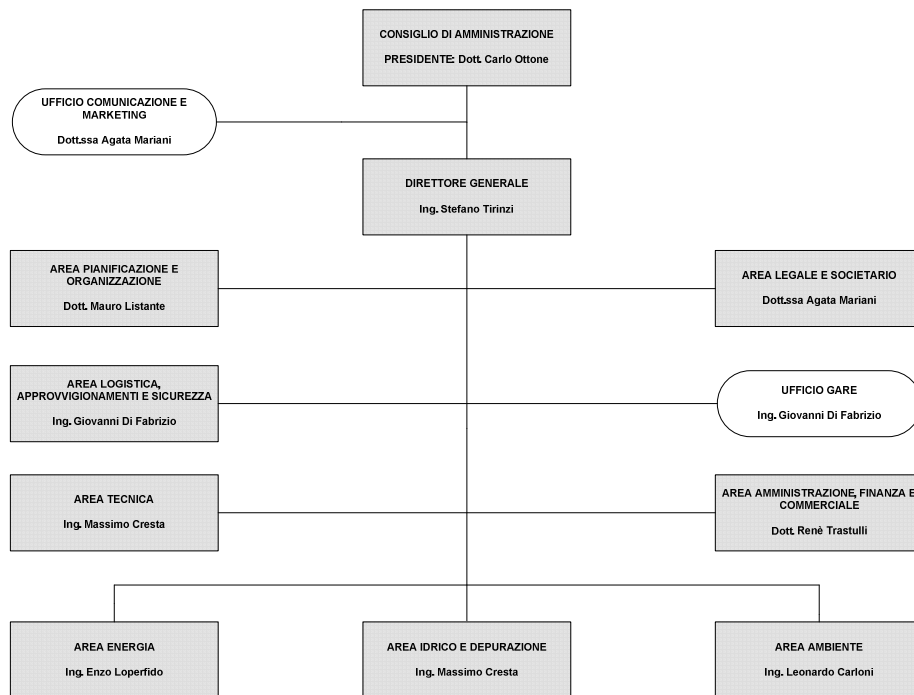 CONSIGLIO DI AMMINISTRAZIONE
PRESIDENTE: Dott. Carlo Ottone
UFFICIO COMUNICAZIONE E
MARKETING
Dott.ssa Agata Mariani
DIRETTORE GENERALE
Ing. Stefano Tirinzi
AREA PIANIFICAZIONE E
ORGANIZZAZIONE
Dott. Mauro Listante
AREA LEGALE E SOCIETARIO
Dott.ssa Agata Mariani
AREA LOGISTICA,
APPROVVIGIONAMENTI E SICUREZZA
Ing. Giovanni Di Fabrizio
UFFICIO GARE
Ing. Giovanni Di Fabrizio
AREA TECNICA
Ing. Massimo Cresta
AREA AMMINISTRAZIONE, FINANZA E
COMMERCIALE
Dott. Renè Trastulli
AREA ENERGIA
Ing. Enzo Loperfido
AREA IDRICO E DEPURAZIONE
Ing. Massimo Cresta
AREA AMBIENTE
Ing. Leonardo Carloni